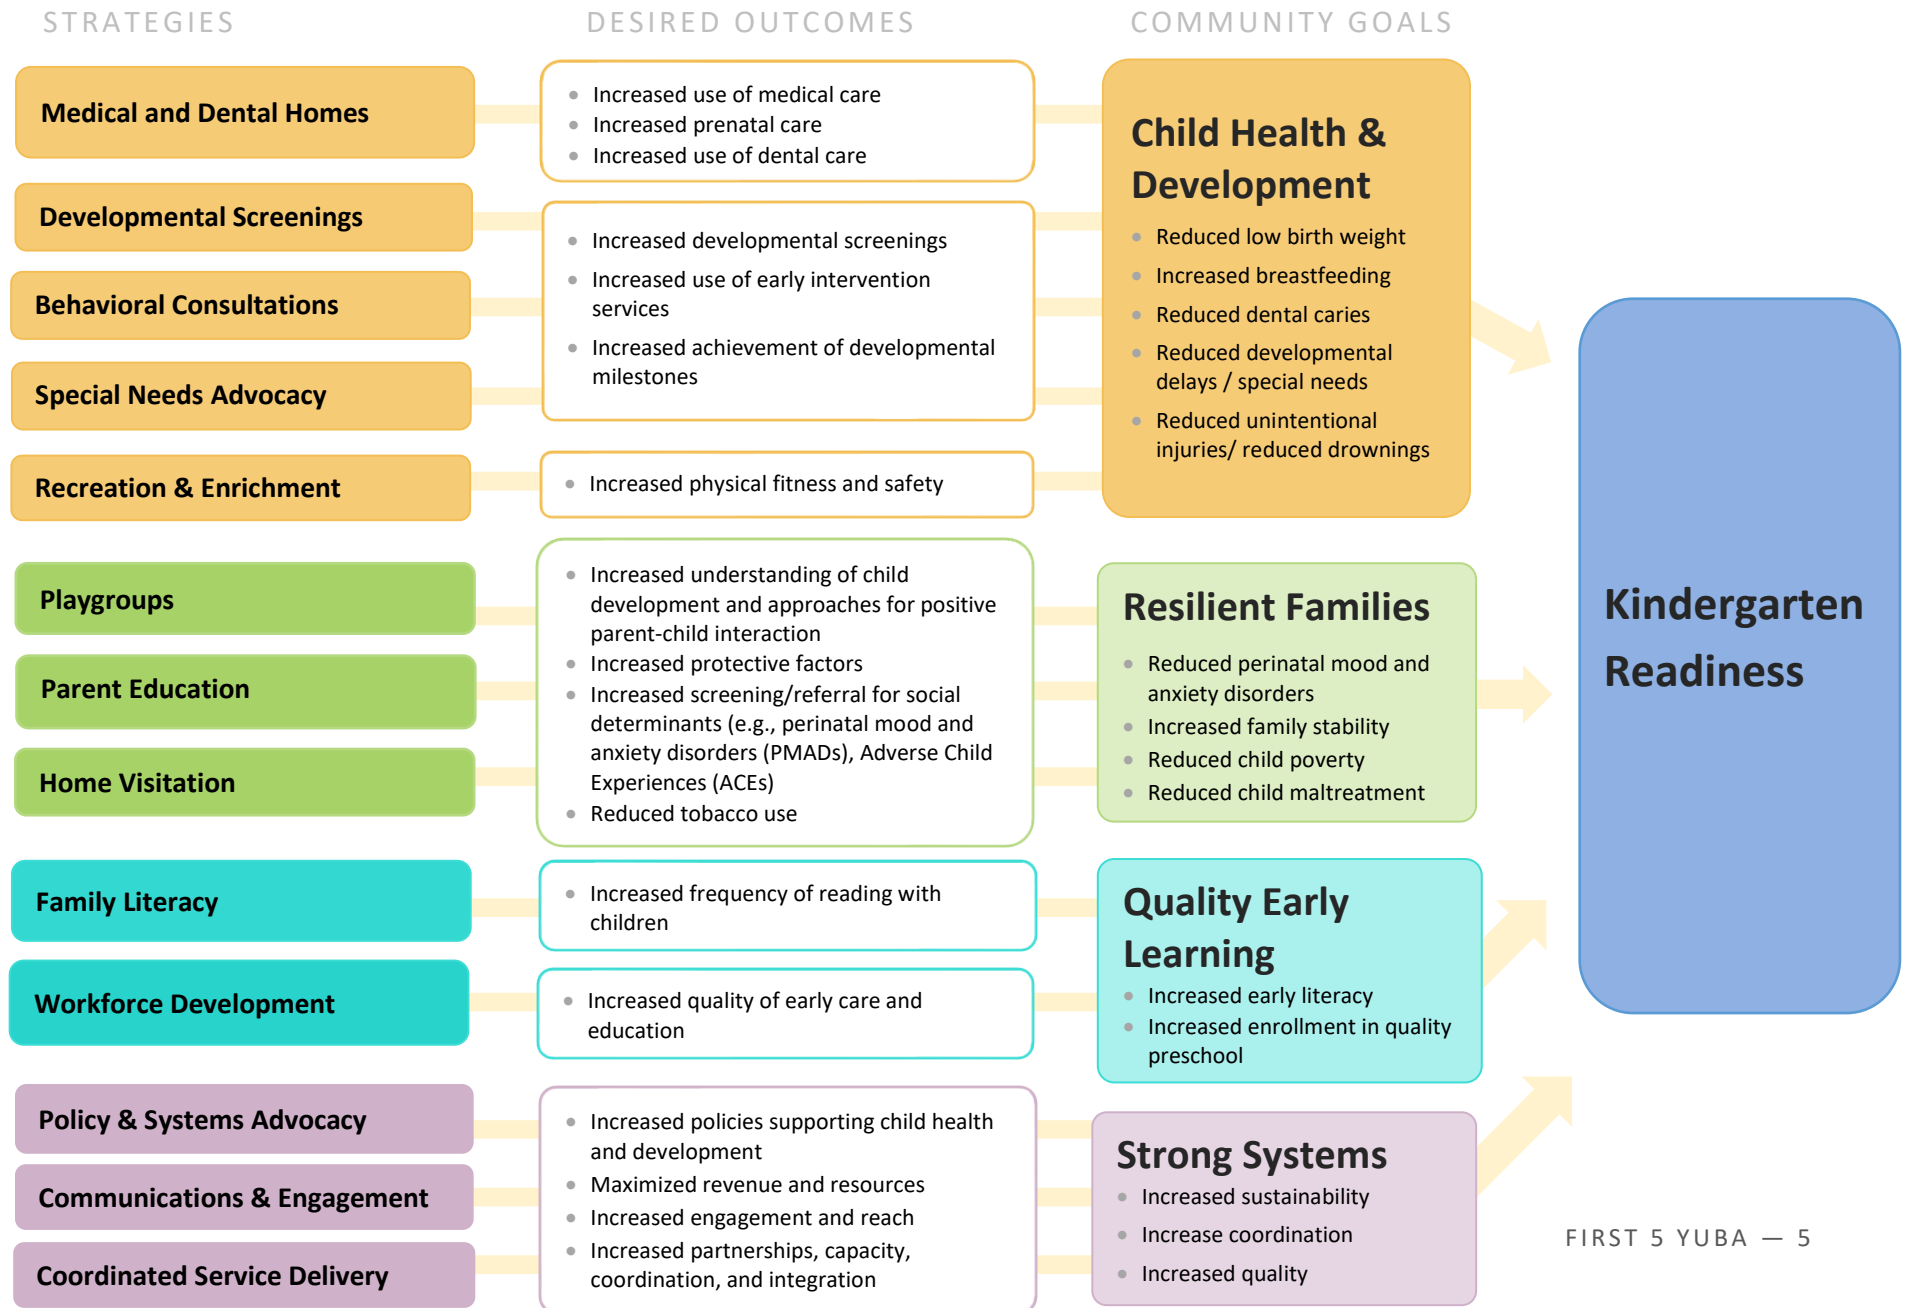 STRATEGIES
DESIRED OUTCOMES
COMMUNITY GOALS
Medical and Dental Homes
Developmental Screenings
Behavioral Consultations
Special Needs Advocacy
Recreation & Enrichment
Playgroups
Parent Education
Home Visitation
Family Literacy
Workforce Development
Policy & Systems Advocacy
Communications & Engagement
Coordinated Service Delivery
• Increased use of medical care
• Increased prenatal care
• Increased use of dental care
• Increased developmental screenings
• Increased use of early intervention
services
• Increased achievement of developmental
milestones
• Increased physical fitness and safety
• Increased understanding of child
development and approaches for positive
parent-child interaction
• Increased protective factors
• Increased screening/referral for social
determinants (e.g., perinatal mood and
anxiety disorders (PMADs), Adverse Child
Experiences (ACEs)
• Reduced tobacco use
• Increased frequency of reading with
children
• Increased quality of early care and
education
• Increased policies supporting child health
and development
• Maximized revenue and resources
• Increased engagement and reach
• Increased partnerships, capacity,
coordination, and integration
Child Health &
Development
• Reduced low birth weight
• Increased breastfeeding
• Reduced dental caries
• Reduced developmental
delays / special needs
• Reduced unintentional
injuries/ reduced drownings
Resilient Families
• Reduced perinatal mood and
anxiety disorders
• Increased family stability
• Reduced child poverty
• Reduced child maltreatment
Quality Early
Learning
• Increased early literacy
• Increased enrollment in quality
preschool
Strong Systems
• Increased sustainability
• Increase coordination
• Increased quality
Kindergarten
Readiness
FIRST 5 YUBA — 5